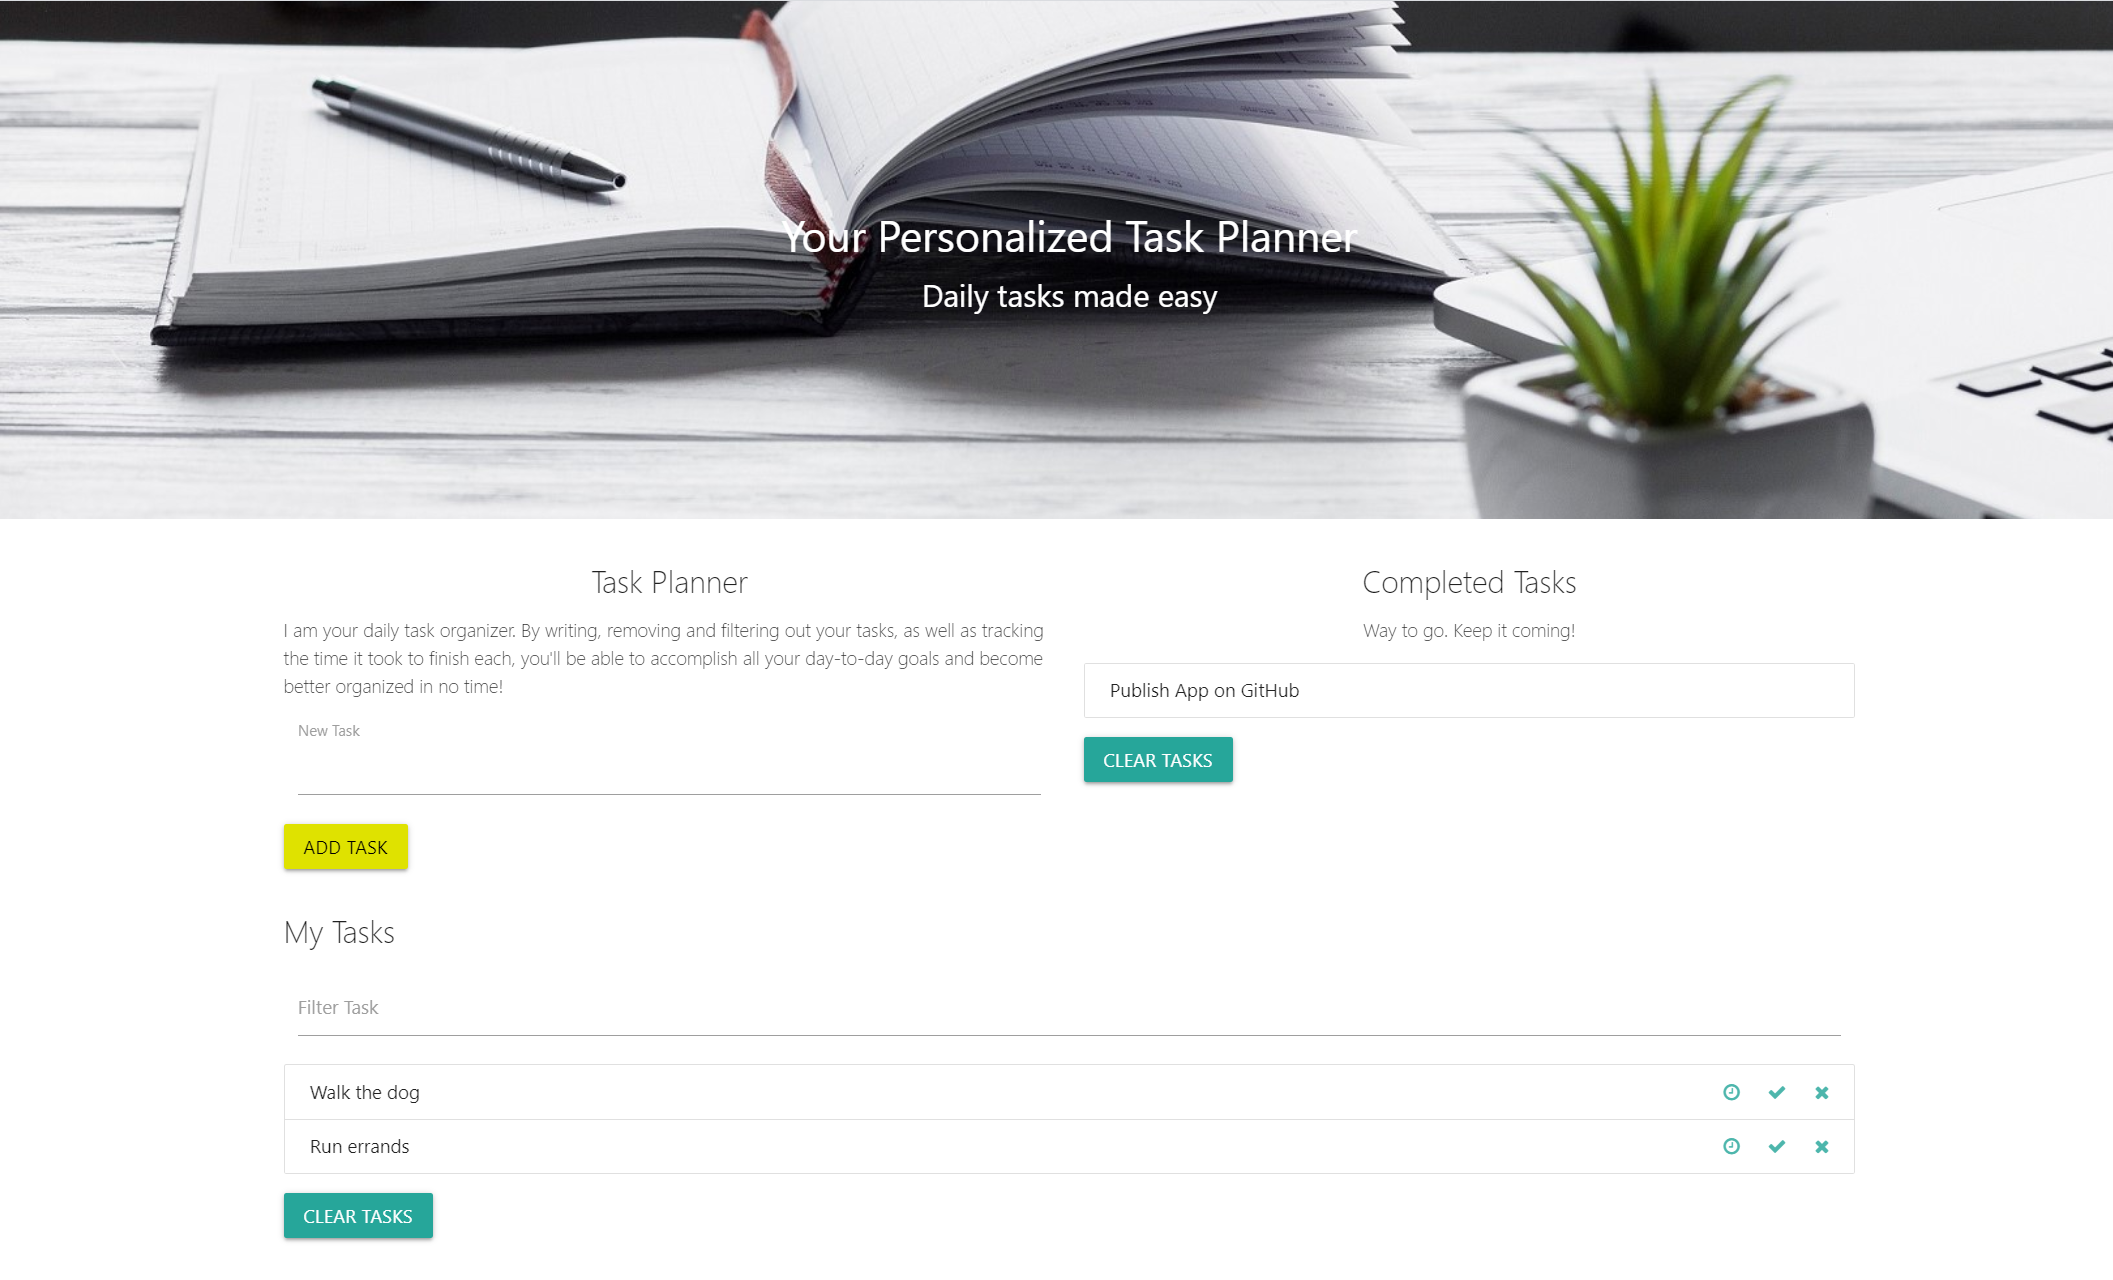 Your Personalized Task Planner
Daily tasks made easy
Task Planner
I am your daily task organizer. By writing, removing and filtering out your tasks, as well as tracking
the time it took to finish each, you'll be able to accomplish all your day-to-day goals and become
better organized in no time!
New Task
ADD TASK
Completed Tasks
Way to go. Keep it coming!
Publish App on GitHub
CLEAR TASKS
My Tasks
Filter Task
Walk the dog
Run errands
CLEAR TASKS